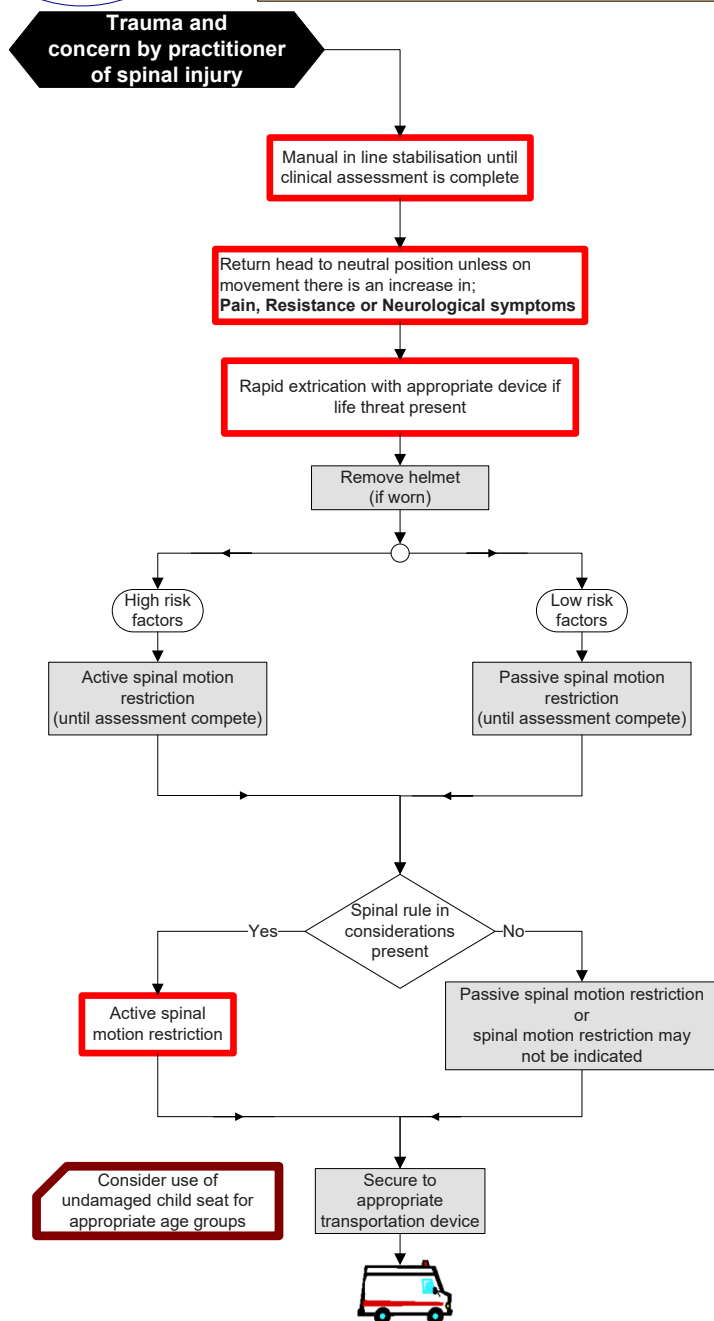 Trauma and
concern by practitioner
of spinal injury
Manual in line stabilisation until
clinical assessment is complete
Return head to neutral position unless on
movement there is an increase in;
Pain, Resistance or Neurological symptoms
Rapid extrication with appropriate device if
life threat present
Remove helmet
(if worn)
High risk
factors
Low risk
factors
Active spinal motion
restriction
(until assessment compete)
Passive spinal motion
restriction
(until assessment compete)
Spinal rule in
considerations
present
Yes
No
Active spinal
motion restriction
Passive spinal motion restriction
or
spinal motion restriction may
not be indicated
Consider use of
undamaged child seat for
appropriate age groups
Secure to
appropriate
transportation device